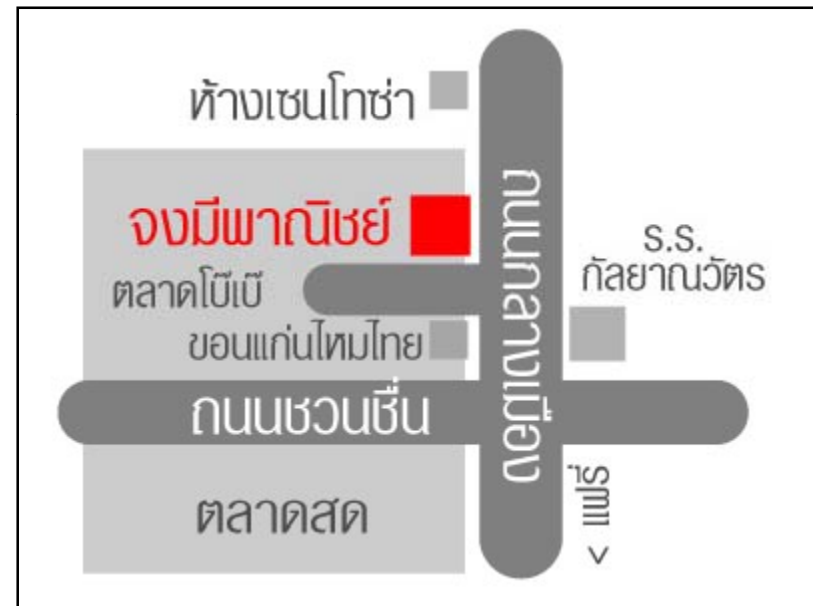 ห้างเซนโทซ่า
จงมีพาณิชย์
ถนนกลางเมือง
ร.ร.
กัลยาณวัตร
ตลาดโบ๊เบ๊
ขอนแก่นไหมไทย
ถนนชวนชื่น
ตลาดสด
< แฟรี่